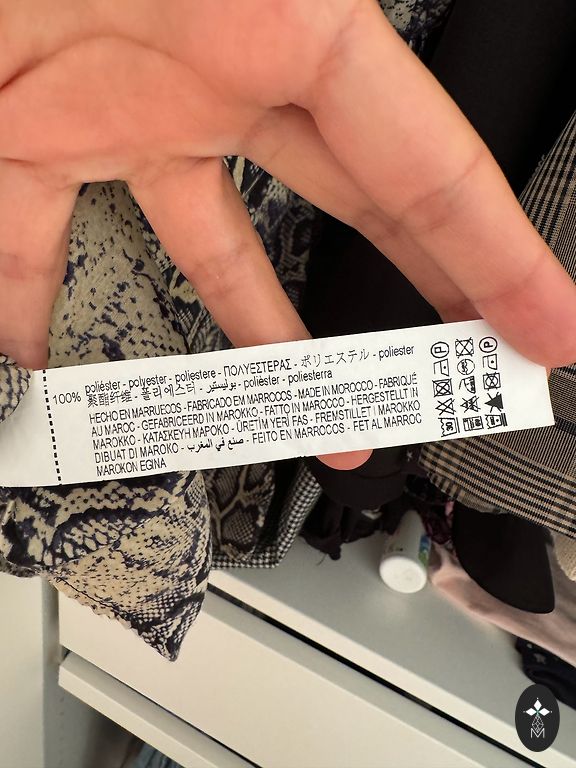 100% poliéster - polyester - poliestere - ΠΟΛΥΕΣΤΕΡΑΣ - ポリエステル - poliester
聚酯纤维 - 폴리에스터 - بوليستير - polièster - poliesterra
HECHO EN MARRUECOS - FABRICADO EM MARROCOS - MADE IN MOROCCO - FABRIQUÉ
AU MAROC - GEFABRICEERD IN MAROKKO - FATTO IN MAROCCO - HERGESTELLT IN
MAROKKO - ΚΑΤΑΣΚΕΥΗ ΜΑΡΟΚΟ - ÜRETİM YERİ FAS - FREMSTILLET I MAROKKO
DIBUAT DI MAROKO - صنع في المغرب - FEITO EN MARROCOS - FET AL MARROC
MAROKON EGINA
P
P
M